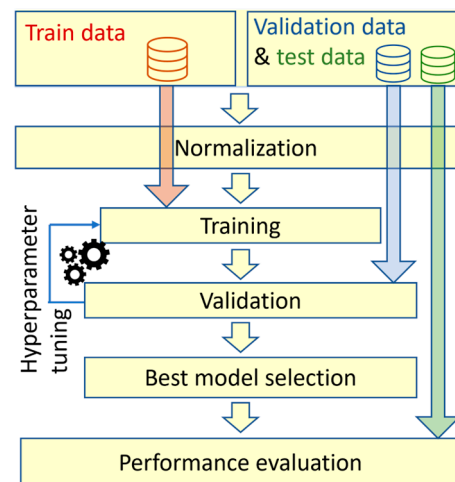 Train data
Validation data
& test data
Normalization
Training
Hyperparameter
tuning
Validation
Best model selection
Performance evaluation